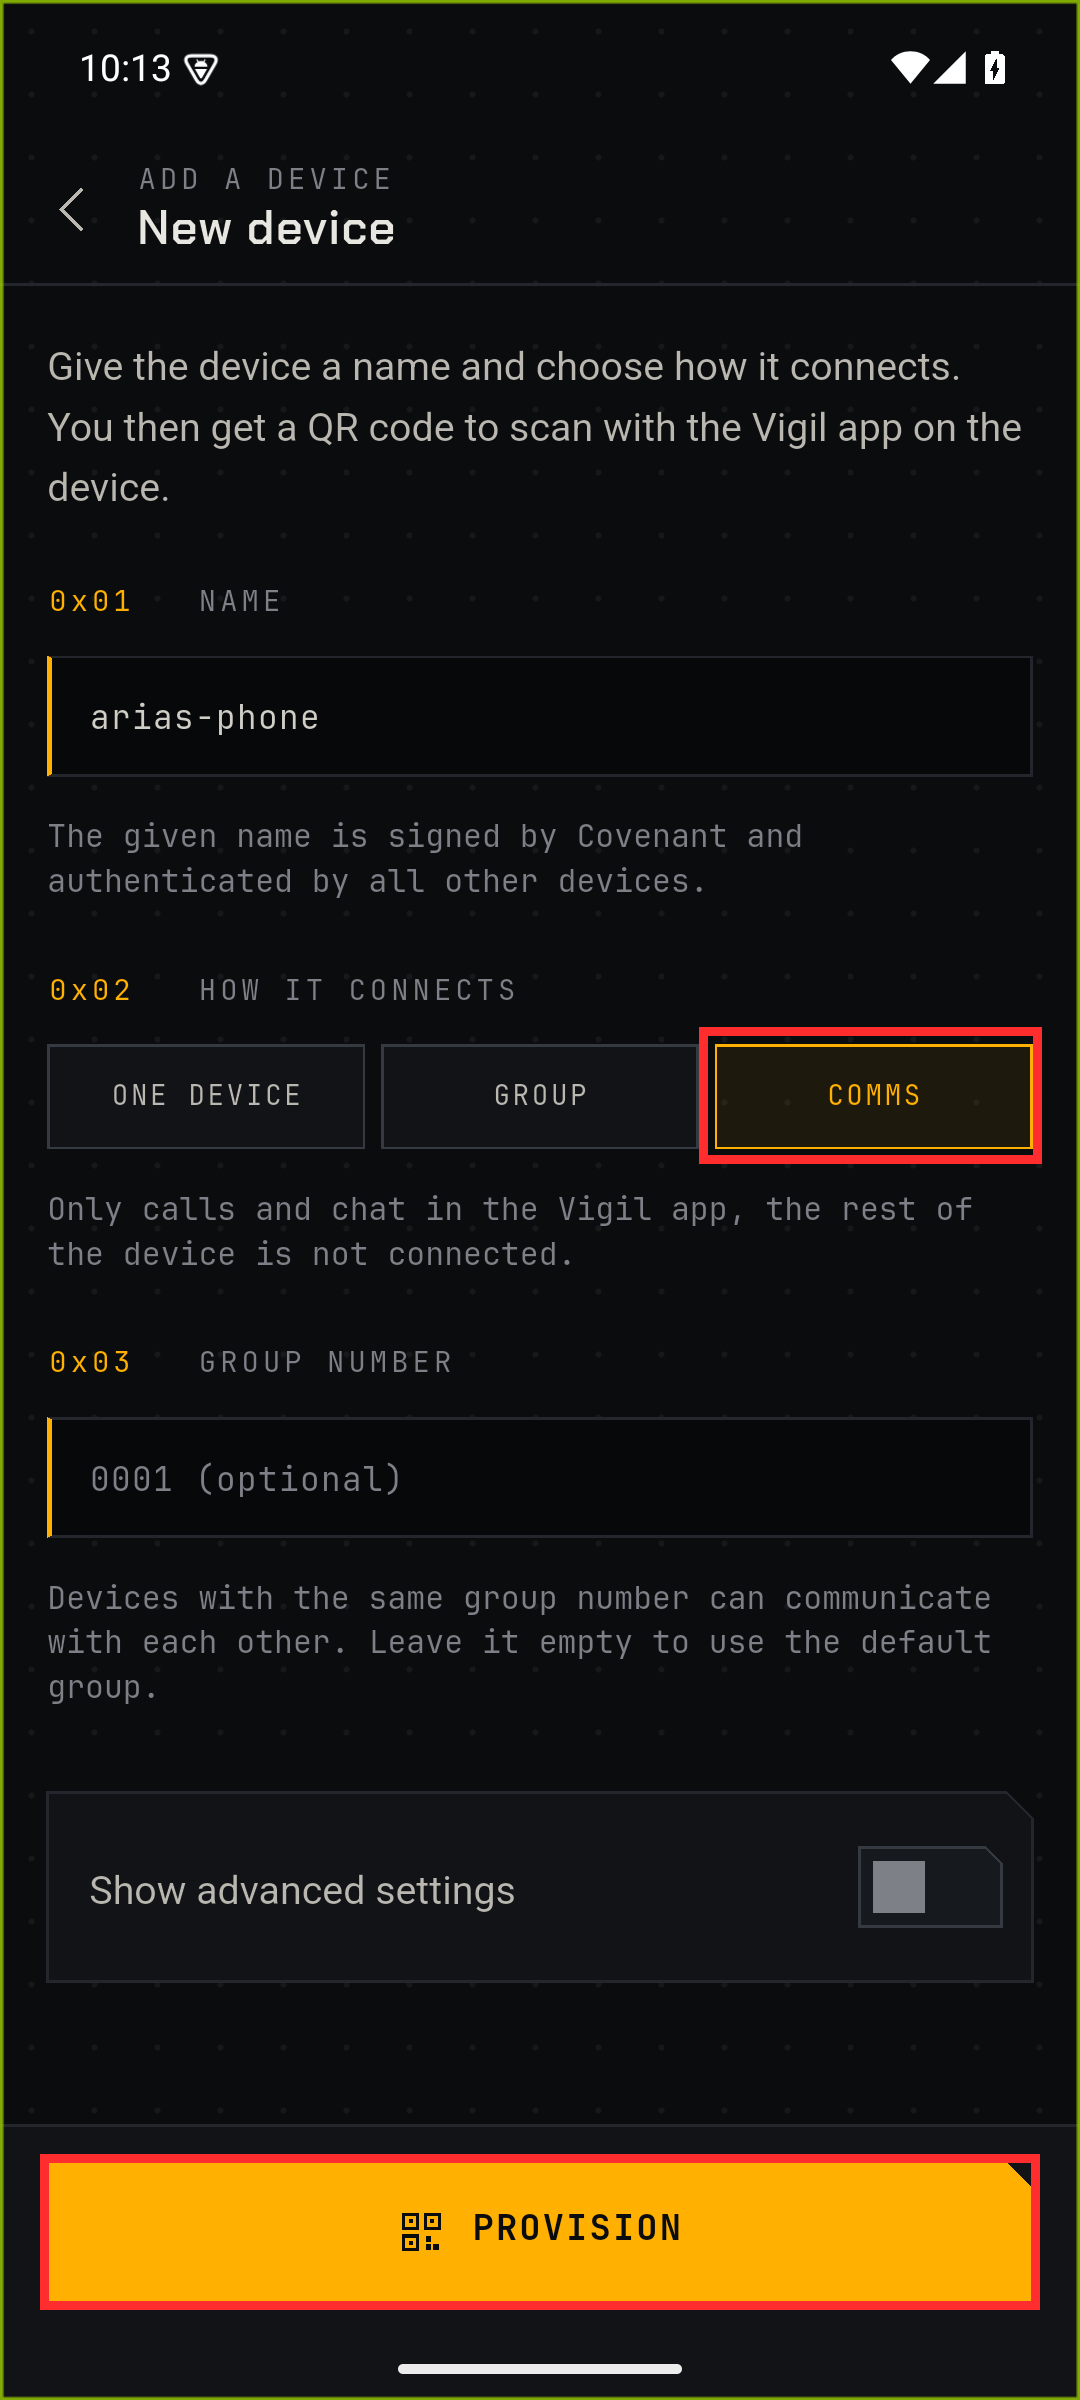 10:13
ADD A DEVICE
New device
Give the device a name and choose how it connects.
You then get a QR code to scan with the Vigil app on the
device.
0x01 NAME
arias-phone
The given name is signed by Covenant and
authenticated by all other devices.
0x02 HOW IT CONNECTS
ONE DEVICE GROUP COMMS
Only calls and chat in the Vigil app, the rest of
the device is not connected.
0x03 GROUP NUMBER
0001 (optional)
Devices with the same group number can communicate
with each other. Leave it empty to use the default
group.
Show advanced settings
PROVISION